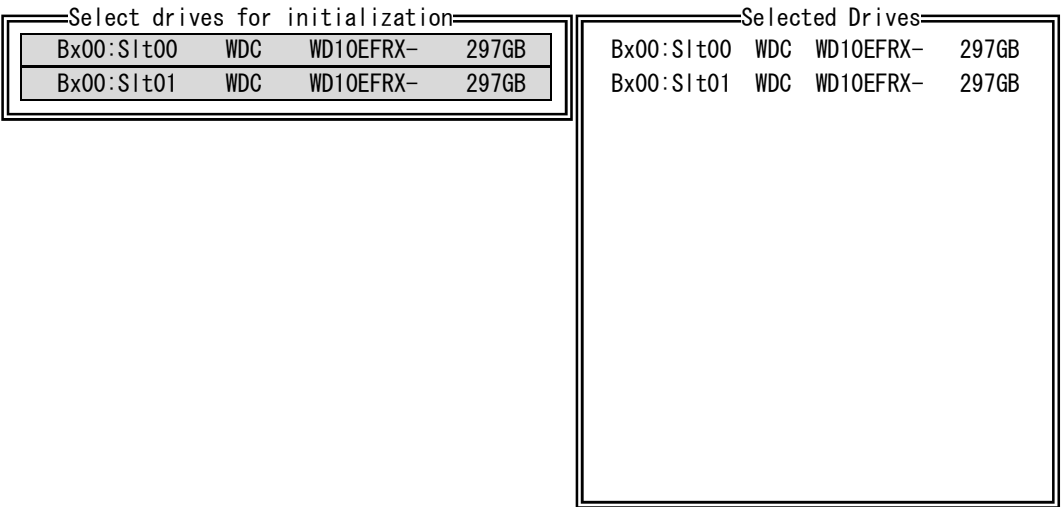 Select drives for initialization
Bx00:Slt00 WDC WD10EFRX- 297GB
Bx00:Slt01 WDC WD10EFRX- 297GB
Selected Drives
Bx00:Slt00 WDC WD10EFRX- 297GB
Bx00:Slt01 WDC WD10EFRX- 297GB